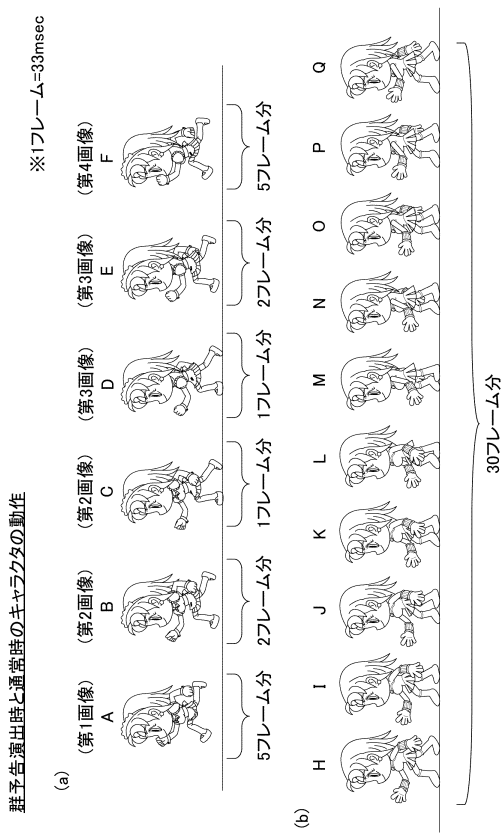 群予告演出時と通常時のキャラクタの動作
※1フレーム=33msec
(a)
(第1画像) (第2画像) (第2画像) (第3画像) (第3画像) (第4画像)
A B C D E F
5フレーム分 2フレーム分 1フレーム分 1フレーム分 2フレーム分 5フレーム分
(b)
H I J K L M N O P Q
30フレーム分